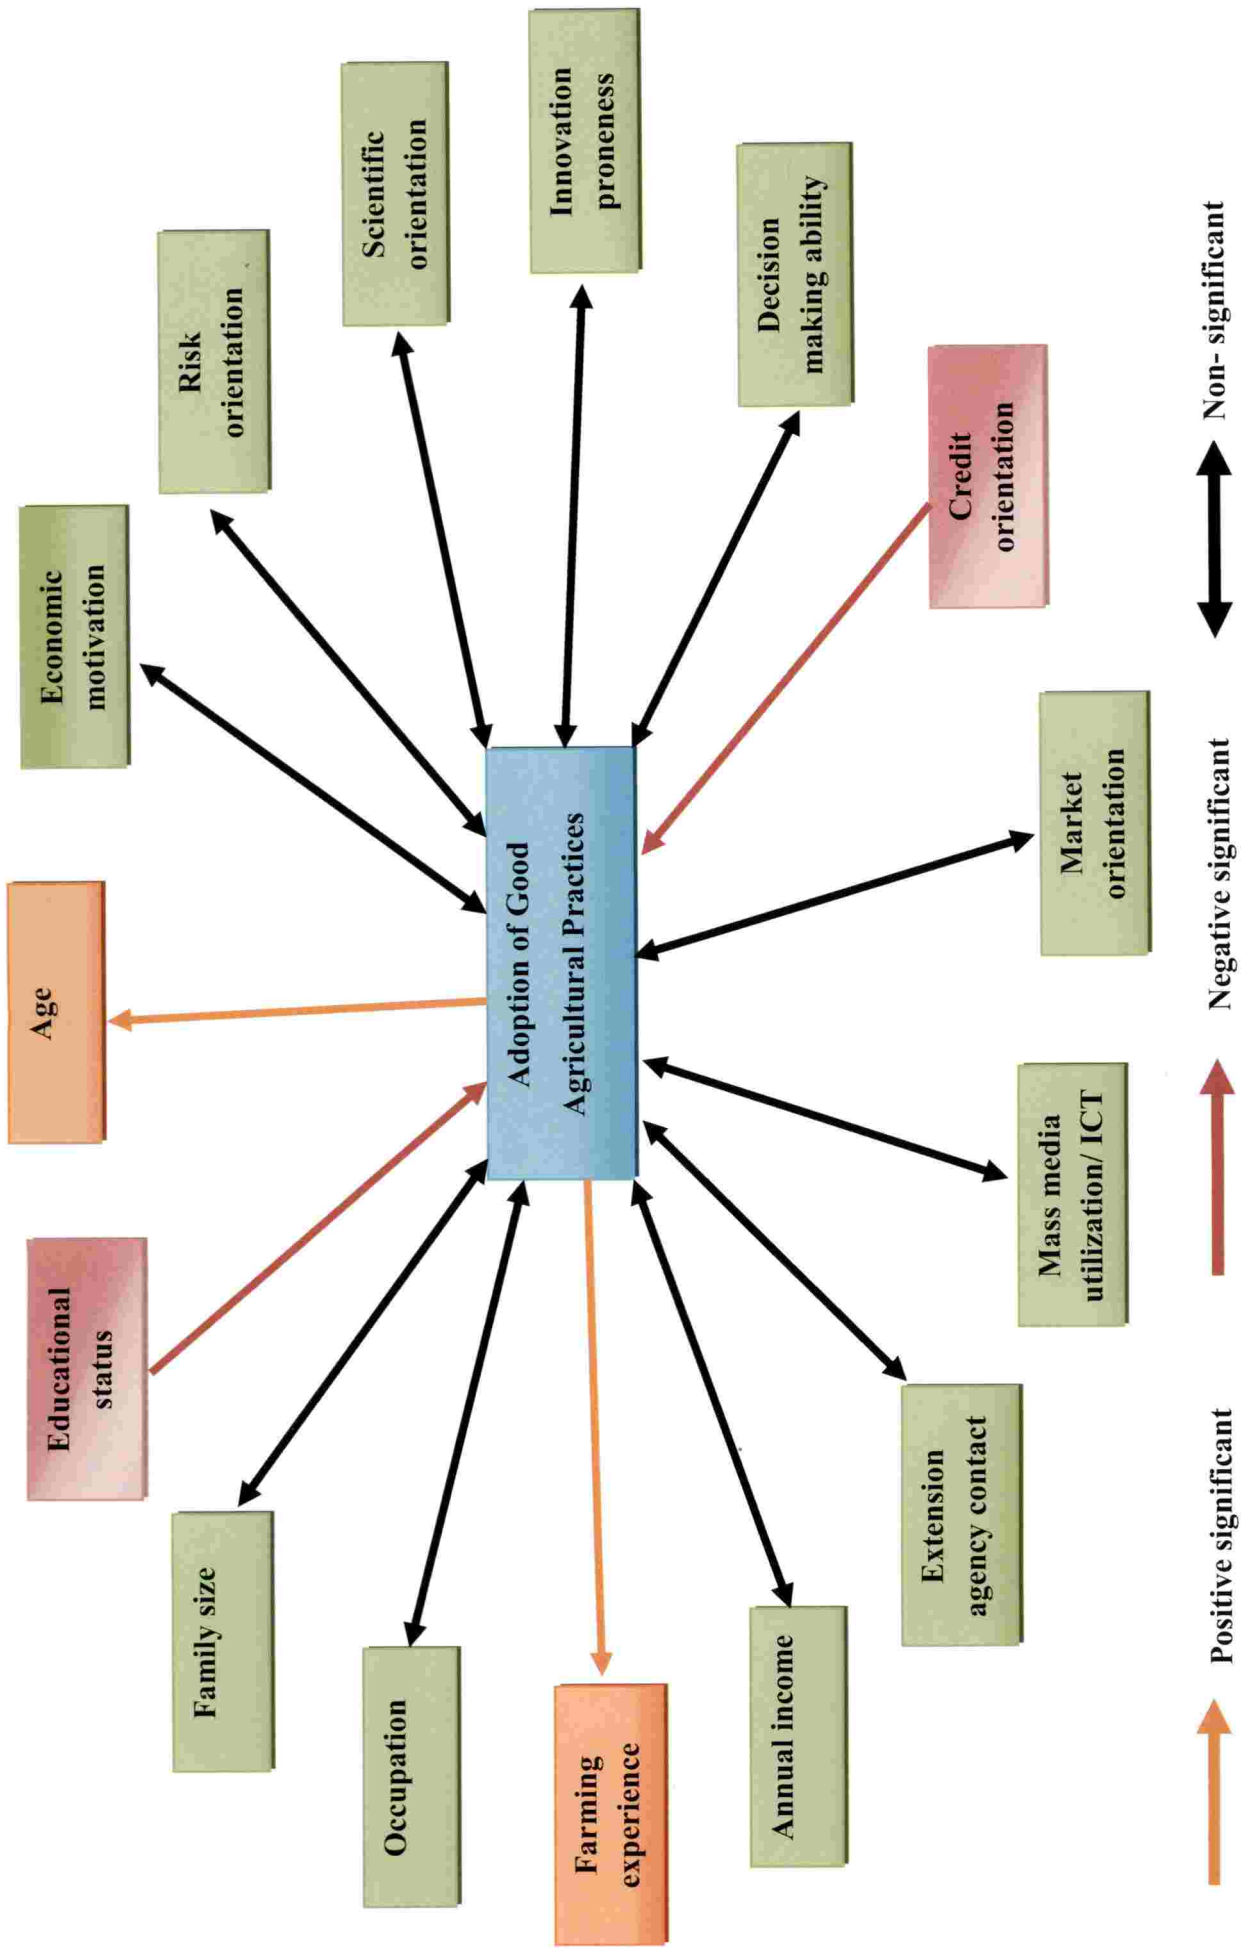 Age
Educational
status
Economic
motivation
Family size
Risk
orientation
Occupation
Scientific
orientation
Adoption of Good
Agricultural Practices
Farming
experience
Innovation
proneness
Annual income
Decision
making ability
Extension
agency contact
Credit
orientation
Mass media
utilization/ ICT
Market
orientation
Positive significant
Negative significant
Non- significant